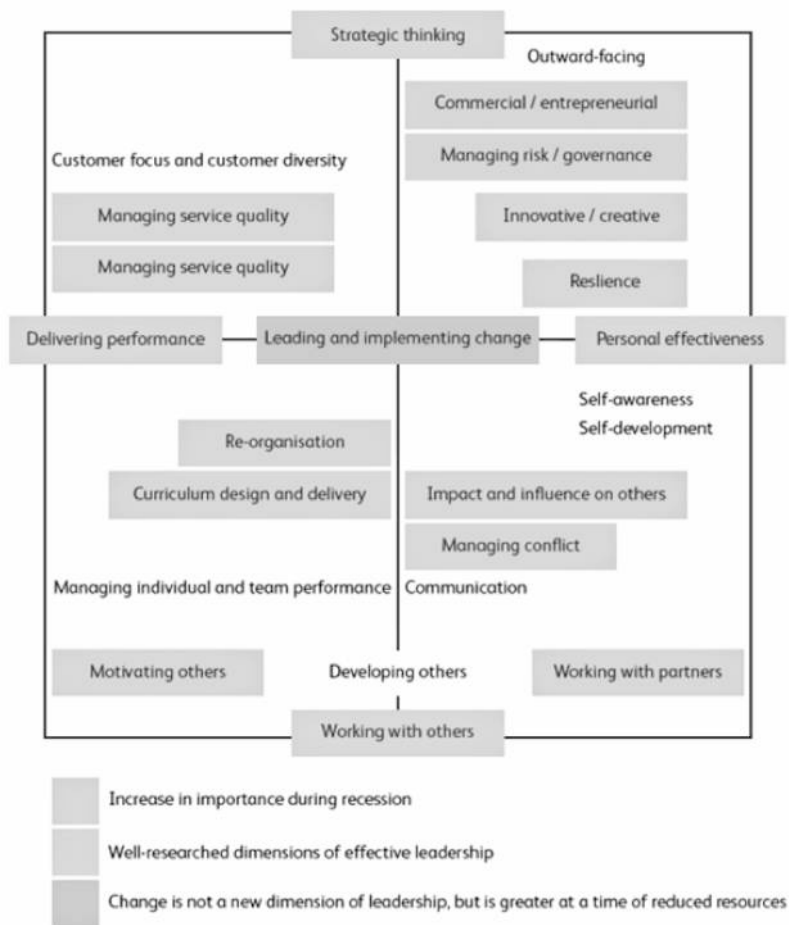 Strategic thinking
Outward-facing
Commercial / entrepreneurial
Managing risk / governance
Customer focus and customer diversity
Managing service quality
Innovative / creative
Managing service quality
Reslience
Delivering performance
Leading and implementing change
Personal effectiveness
Self-awareness
Self-development
Re-organisation
Curriculum design and delivery
Impact and influence on others
Managing conflict
Managing individual and team performance
Communication
Motivating others
Developing others
Working with partners
Working with others
Increase in importance during recession
Well-researched dimensions of effective leadership
Change is not a new dimension of leadership, but is greater at a time of reduced resources